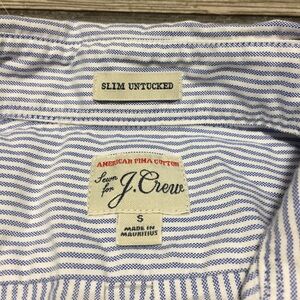 SLIM UNTUCKED
AMERICAN PIMA COTTON
Sewn
for J.Crew
S
MADE IN
MAURITIUS